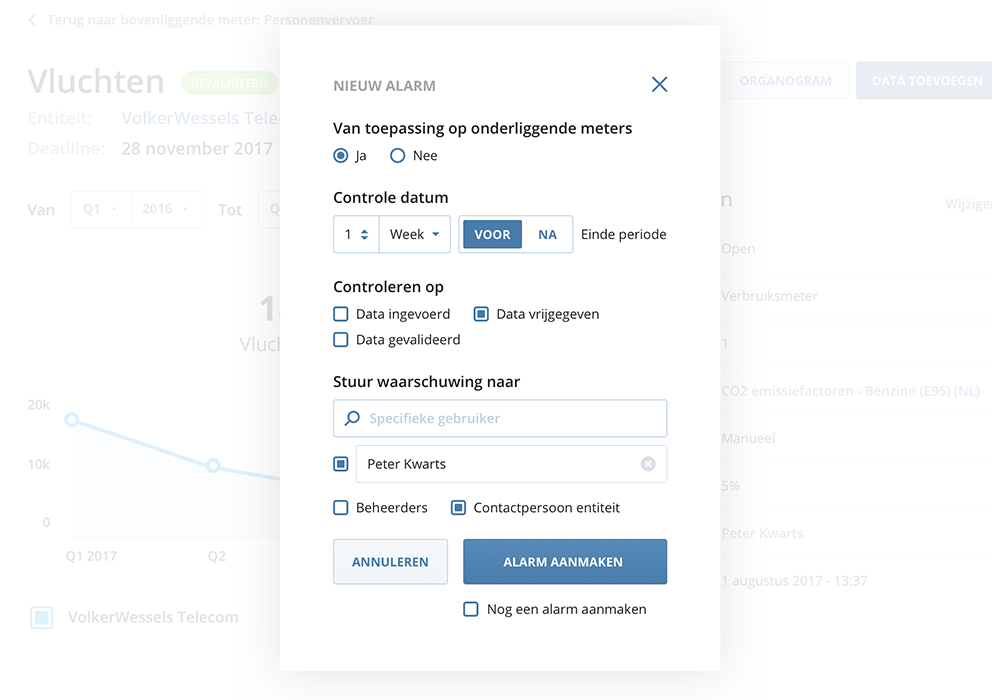 Terug naar bovenliggende meter: Personenvervoer
Vluchten GEVALIDEERD
ORGANOGRAM DATA TOEVOEGEN
Entiteit: VolkerWessels Tele
Deadline: 28 november 2017
Van Q1 2016 Tot
Wijzige
NIEUW ALARM
Van toepassing op onderliggende meters
Ja Nee
Controle datum
1 Week VOOR NA Einde periode
Controleren op
Data ingevoerd Data vrijgegeven
Data gevalideerd
Stuur waarschuwing naar
Specifieke gebruiker
Peter Kwarts
Beheerders Contactpersoon entiteit
ANNULEREN ALARM AANMAKEN
Nog een alarm aanmaken
Vluch
20k
10k
0
Q1 2017 Q2
VolkerWessels Telecom
Open
Verbruiksmeter
1
CO2 emissiefactoren - Benzine (E95) (NL)
Manueel
5%
Peter Kwarts
1 augustus 2017 - 13:37